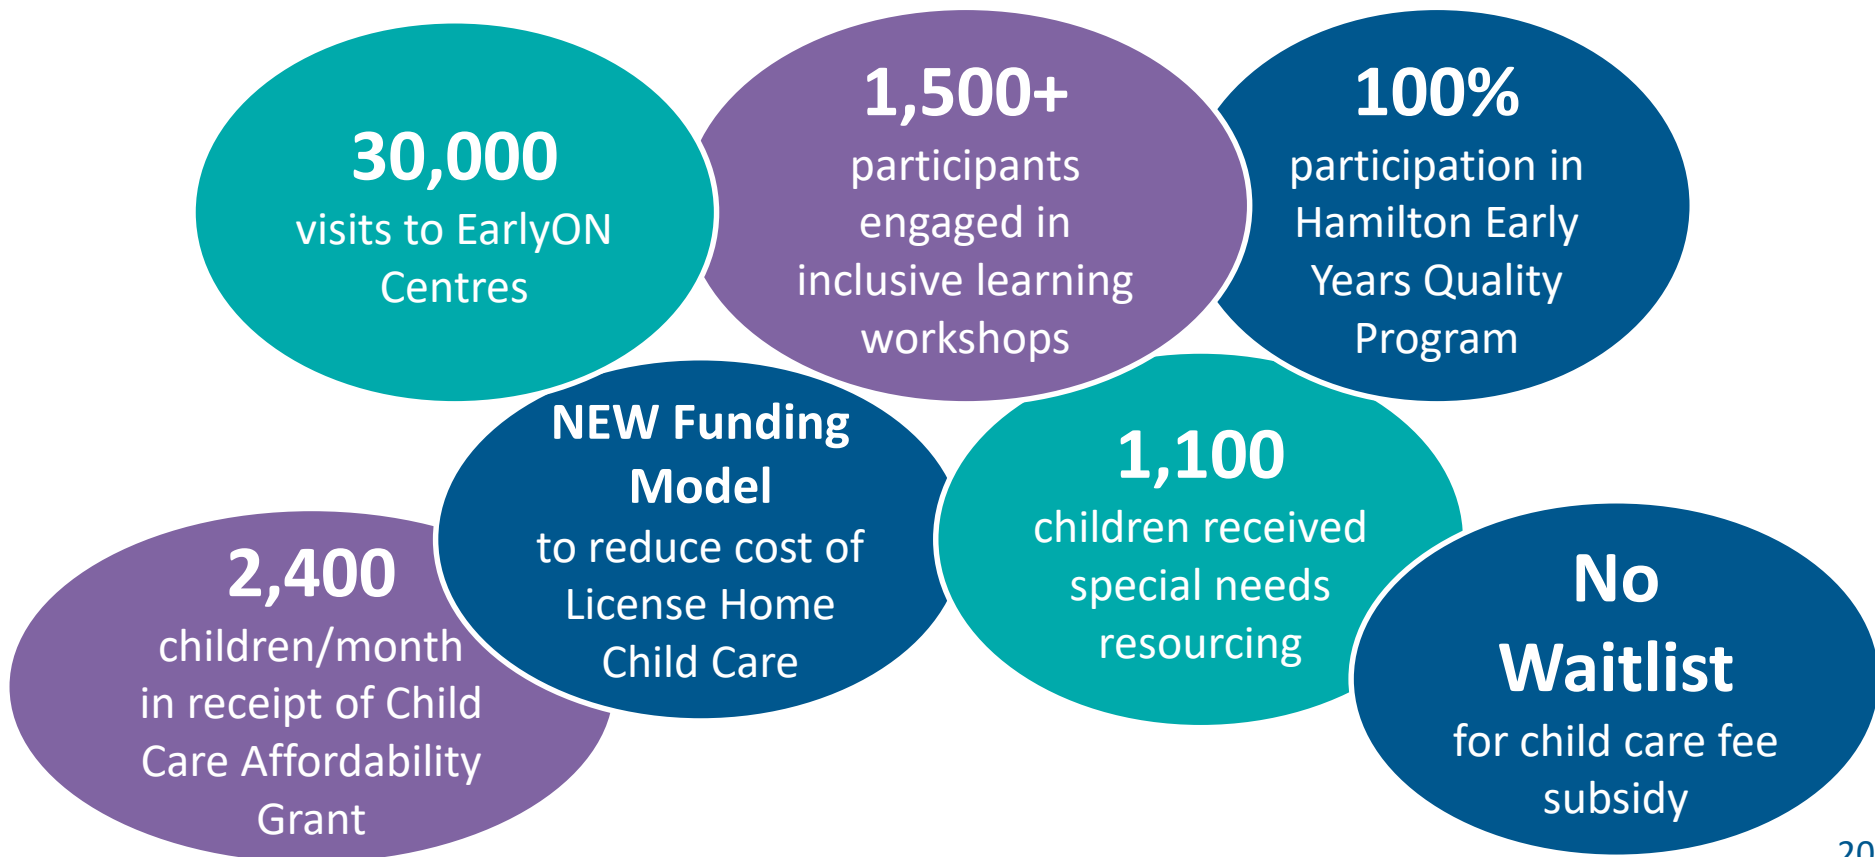 30,000
visits to EarlyON
Centres
1,500+
participants
engaged in
inclusive learning
workshops
100%
participation in
Hamilton Early
Years Quality
Program
2,400
children/month
in receipt of Child
Care Affordability
Grant
NEW Funding
Model
to reduce cost of
License Home
Child Care
1,100
children received
special needs
resourcing
No
Waitlist
for child care fee
subsidy
20